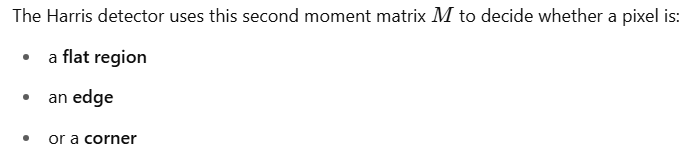 The Harris detector uses this second moment matrix M to decide whether a pixel is:
• a flat region
• an edge
• or a corner